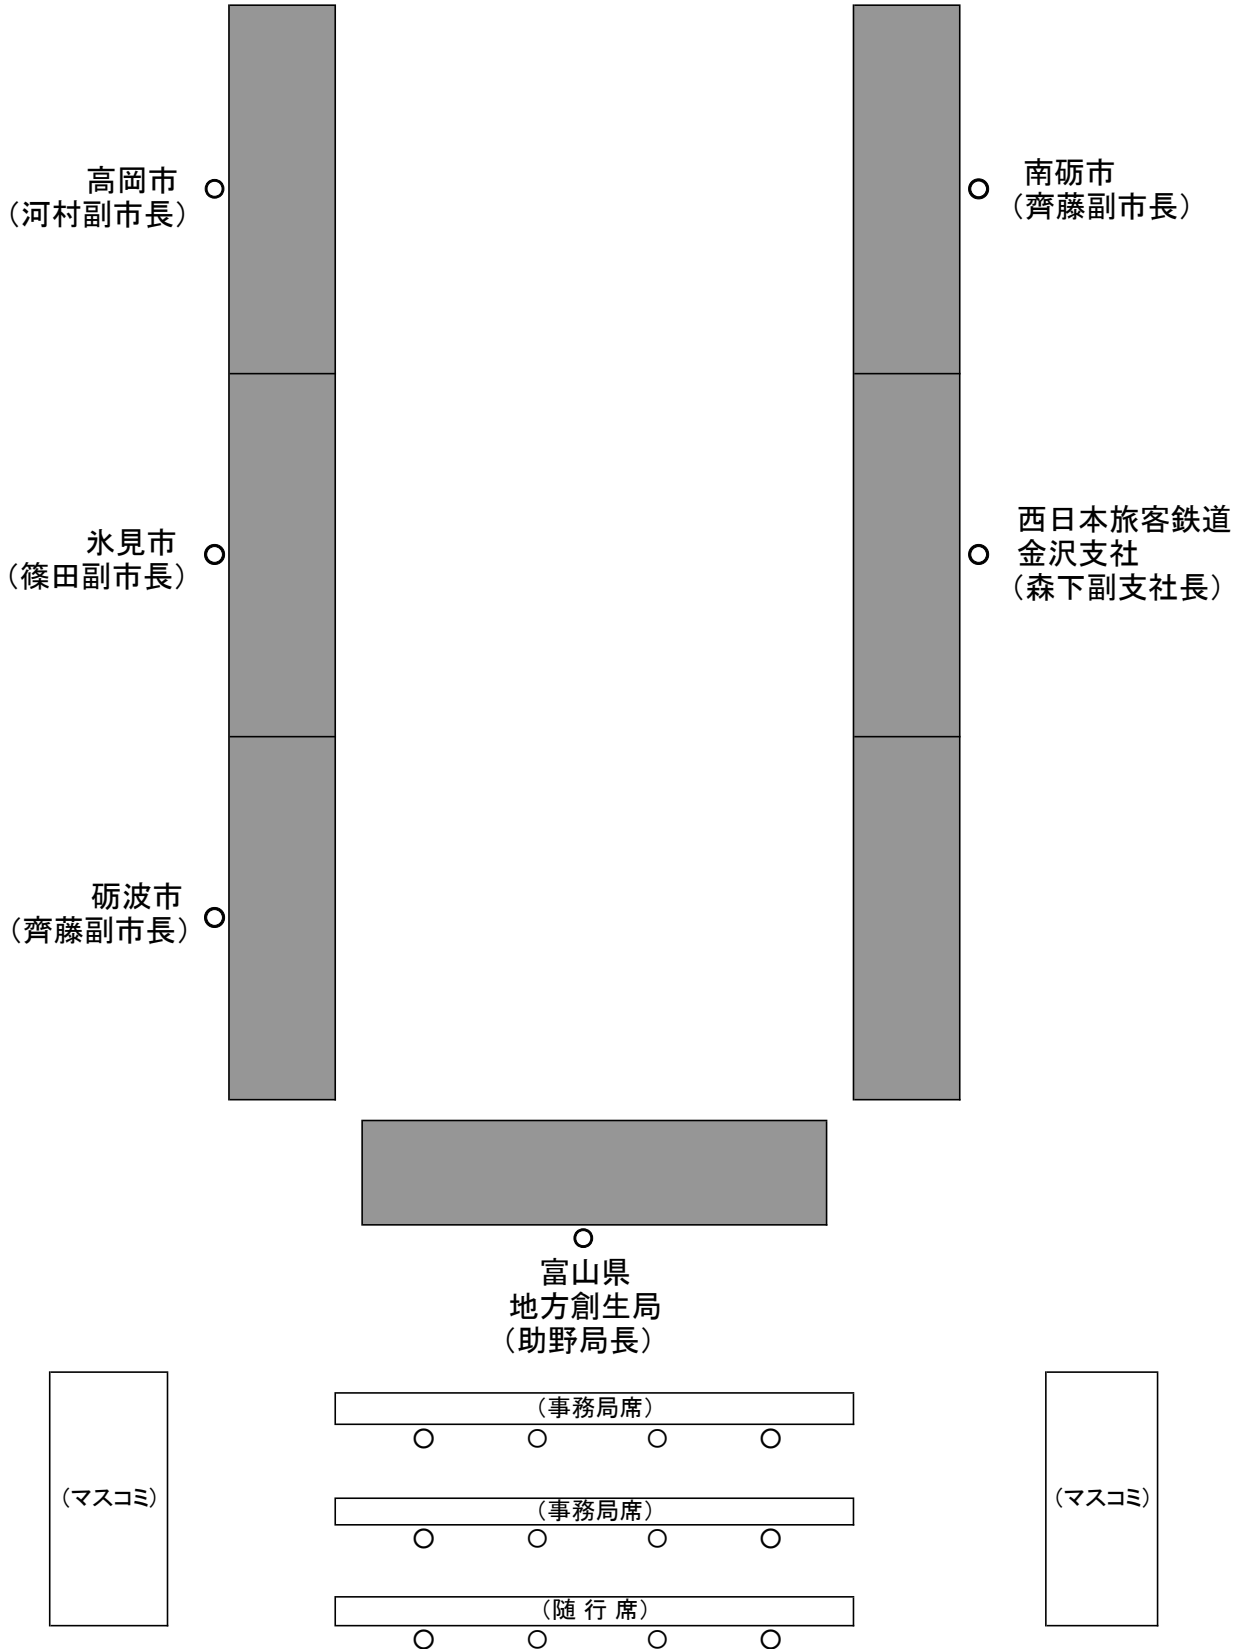 高岡市
（河村副市長）
南砺市
（齊藤副市長）
氷見市
（篠田副市長）
西日本旅客鉄道
金沢支社
（森下副支社長）
砺波市
（齊藤副市長）
富山県
地方創生局
（助野局長）
（事務局席）
（マスコミ）
（マスコミ）
（事務局席）
（随 行 席）